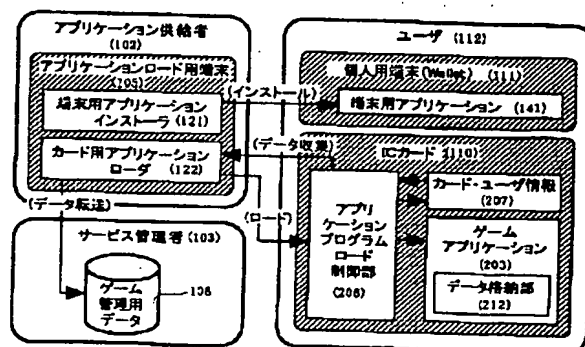 アプリケーション供給者
(102)
アプリケーションロード用端末
(105)
端末用アプリケーション
インストーラ (121)
カード用アプリケーション
ローダ (122)
(データ転送)
サービス管理者 (103)
ゲーム
管理用
データ
108
(インストール)
(データ収集)
(ロード)
ユーザ (112)
個人用端末(Wallet) (111)
端末用アプリケーション (141)
ICカード (110)
アプリ
ケーション
プログラム
ロード
制御部
(206)
カード・ユーザ情報
(207)
ゲーム
アプリケーション
(203)
データ格納部
(212)